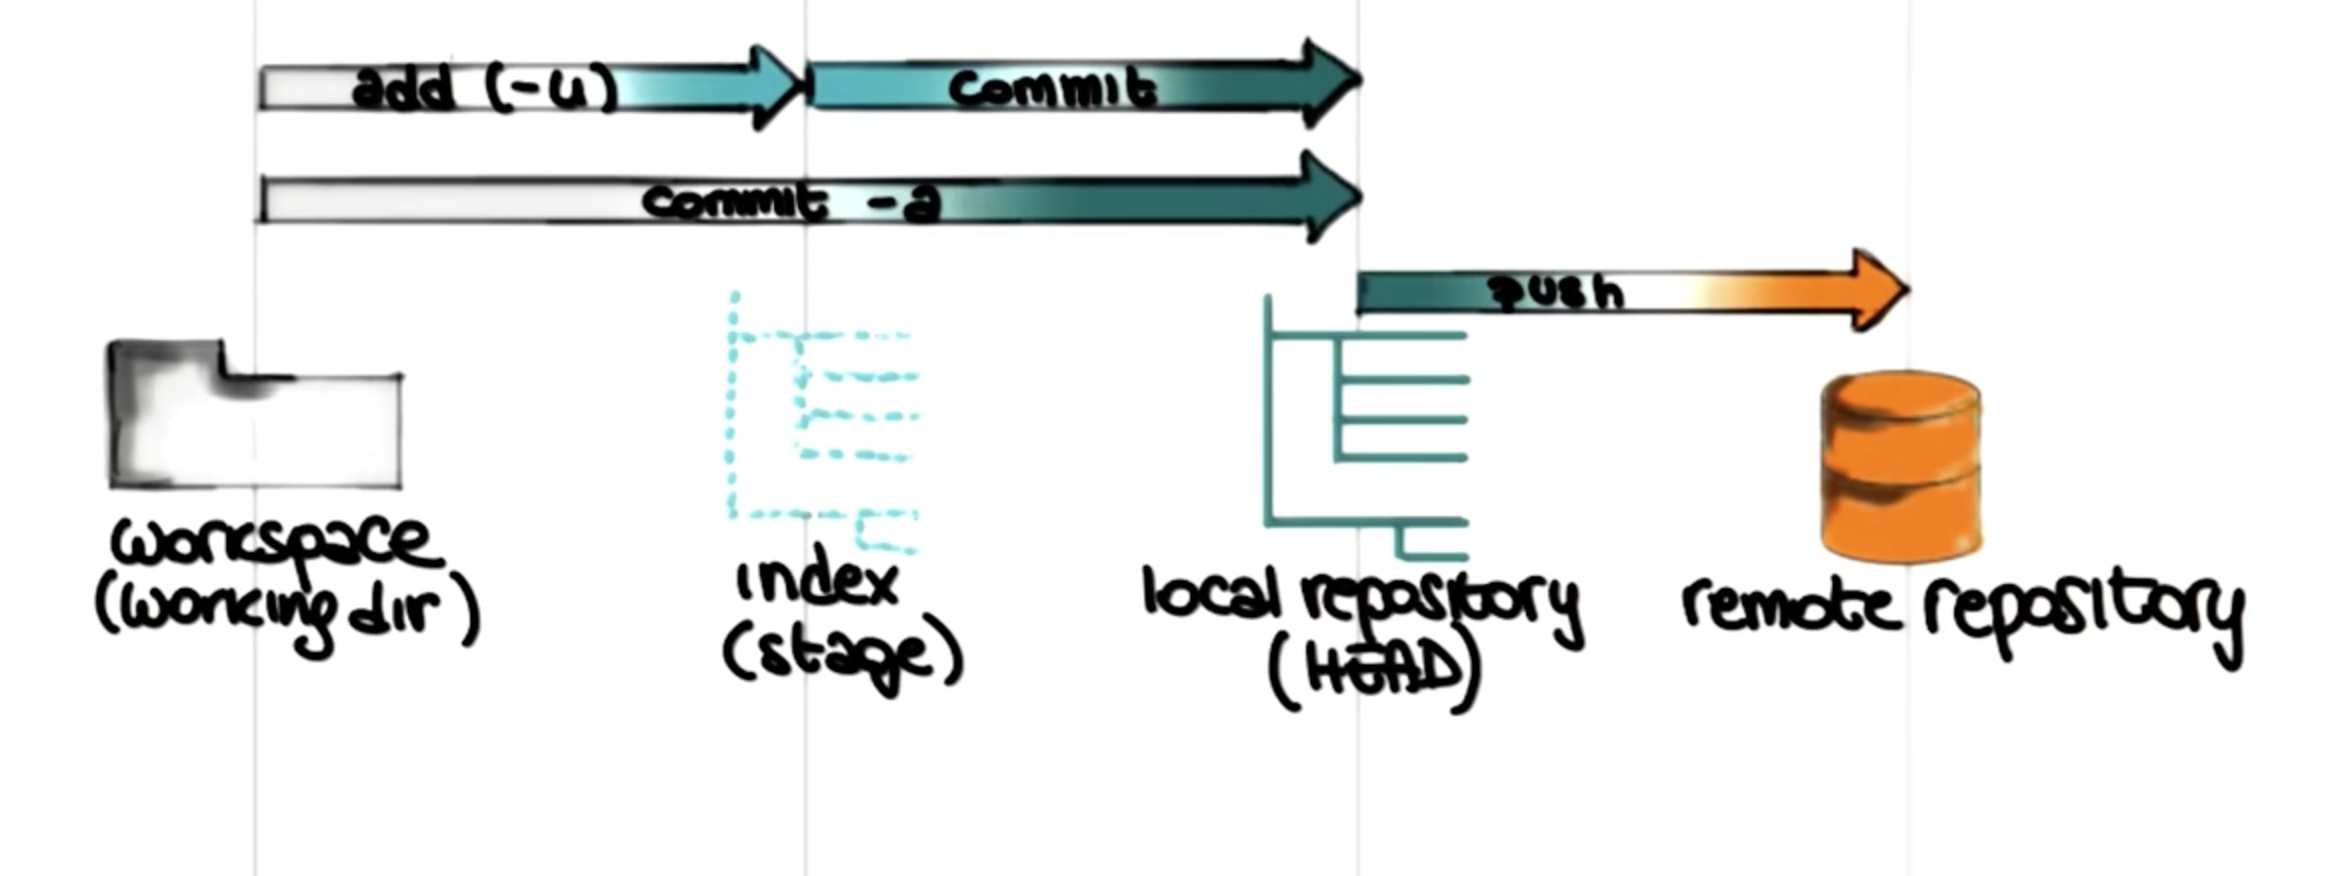 add (-u)
commit
commit -a
push
workspace
(working dir)
index
(stage)
local repository
(HEAD)
remote repository